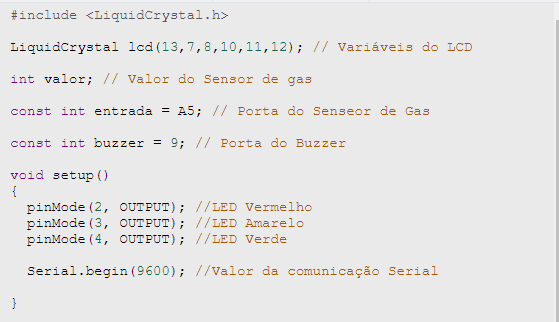 #include <LiquidCrystal.h>
LiquidCrystal lcd(13,7,8,10,11,12); // Variáveis do LCD
int valor; // Valor do Sensor de gas
const int entrada = A5; // Porta do Senseor de Gas
const int buzzer = 9; // Porta do Buzzer
void setup()
{
  pinMode(2, OUTPUT); //LED Vermelho
  pinMode(3, OUTPUT); //LED Amarelo
  pinMode(4, OUTPUT); //LED Verde
  Serial.begin(9600); //Valor da comunicação Serial
}